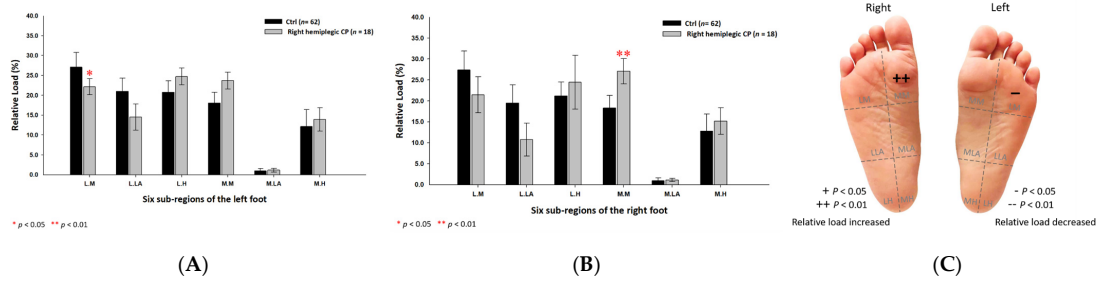 Ctrl (n= 62)
Right hemiplegic CP (n = 18)
Relative Load (%)
40.0
35.0
30.0
25.0
20.0
15.0
10.0
5.0
0.0
*
L.M L.LA L.H M.M M.LA M.H
Six sub-regions of the left foot
* p < 0.05 ** p < 0.01
(A)
Ctrl (n= 62)
Right hemiplegic CP (n = 18)
Relative Load (%)
40.0
35.0
30.0
25.0
20.0
15.0
10.0
5.0
0.0
**
L.M L.LA L.H M.M M.LA M.H
Six sub-regions of the right foot
* p < 0.05 ** p < 0.01
(B)
Right Left
++ -
LLA MLA MLA LLA
LH MH MH LH
+ P < 0.05
++ P < 0.01
Relative load increased
- P < 0.05
-- P < 0.01
Relative load decreased
(C)